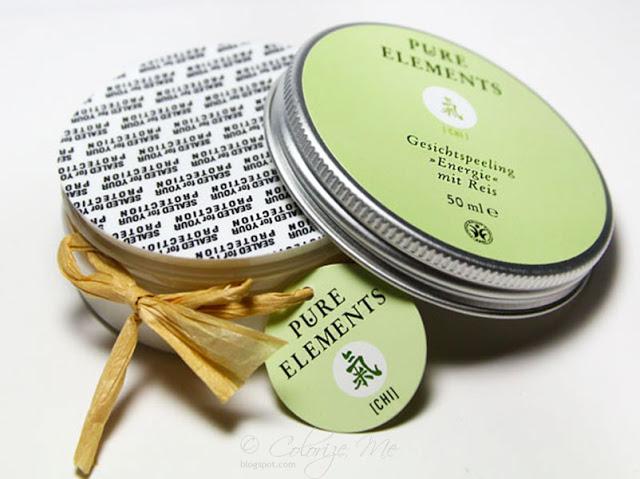 SEALED for YOUR
PROTECTION
PURE
ELEMENTS
氣
[CHI]
Gesichtspeeling
»Energie«
mit Reis
50 ml e
PURE
ELEMENTS
氣
[CHI]
© Colorize Me
blogspot.com